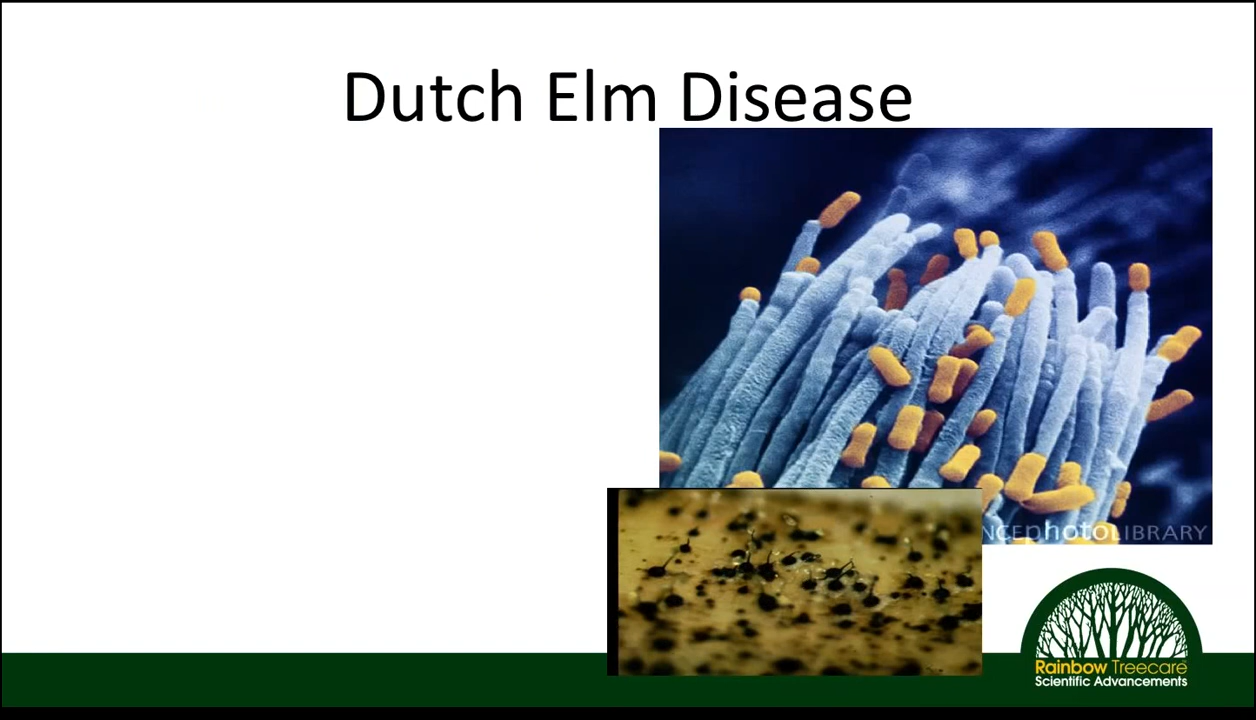 Dutch Elm Disease
photoLIBRARY
Rainbow Treecare
Scientific Advancements